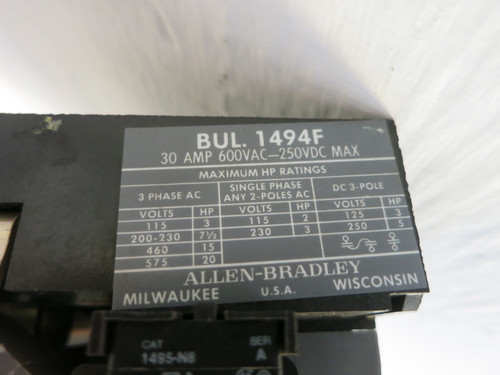 BUL. 1494F
30 AMP 600VAC-250VDC MAX
MAXIMUM HP RATINGS
3 PHASE AC SINGLE PHASE ANY 2-POLES AC DC 3-POLE
VOLTS HP VOLTS HP VOLTS HP
115 3 115 2 125 3
200-230 7½ 230 3 250 5
460 15
575 20
ALLEN-BRADLEY
MILWAUKEE U.S.A. WISCONSIN
CAT SER
1495-N8 A